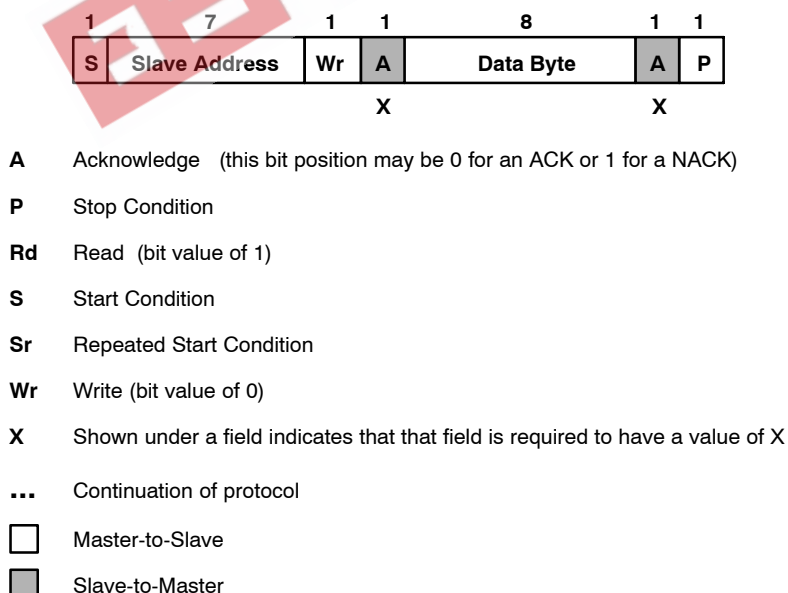 1 7 1 1 8 1 1
S Slave Address Wr A Data Byte A P
X X
A Acknowledge (this bit position may be 0 for an ACK or 1 for a NACK)
P Stop Condition
Rd Read (bit value of 1)
S Start Condition
Sr Repeated Start Condition
Wr Write (bit value of 0)
X Shown under a field indicates that that field is required to have a value of X
... Continuation of protocol
Master-to-Slave
Slave-to-Master